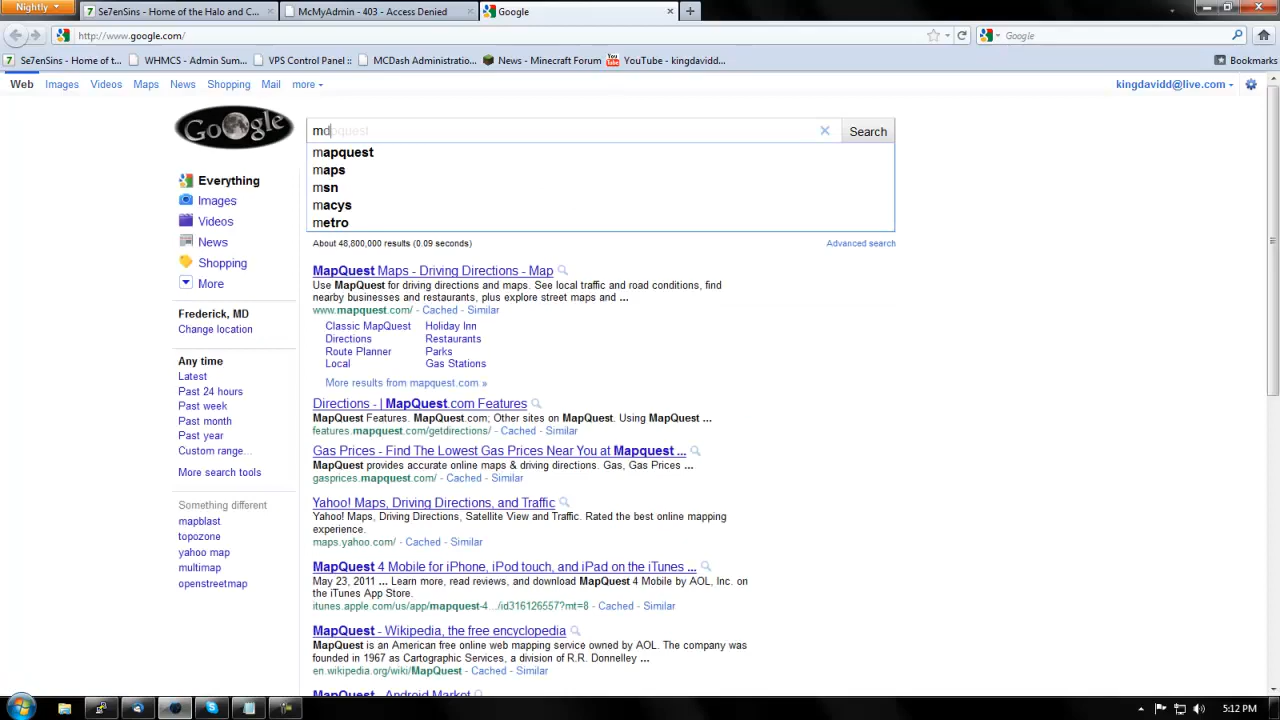 Nightly
Se7enSins - Home of the Halo and C...
McMyAdmin - 403 - Access Denied
Google
http://www.google.com/
Google
Se7enSins - Home of t...
WHMCS - Admin Sum...
VPS Control Panel ::
MCDash Administratio...
News - Minecraft Forum
YouTube - kingdavidd...
Bookmarks
Web Images Videos Maps News Shopping Mail more
kingdavidd@live.com
Google
mdpquest
Search
mapquest
maps
msn
macys
metro
About 48,800,000 results (0.09 seconds)
Advanced search
Everything
Images
Videos
News
Shopping
More
Frederick, MD
Change location
Any time
Latest
Past 24 hours
Past week
Past month
Past year
Custom range...
More search tools
Something different
mapblast
topozone
yahoo map
multimap
openstreetmap
MapQuest Maps - Driving Directions - Map
Use MapQuest for driving directions and maps. See local traffic and road conditions, find
nearby businesses and restaurants, plus explore street maps and ...
www.mapquest.com/ - Cached - Similar
Classic MapQuest Holiday Inn
Directions Restaurants
Route Planner Parks
Local Gas Stations
More results from mapquest.com »
Directions - | MapQuest.com Features
MapQuest Features. MapQuest.com; Other sites on MapQuest. Using MapQuest ...
features.mapquest.com/getdirections/ - Cached - Similar
Gas Prices - Find The Lowest Gas Prices Near You at Mapquest ...
MapQuest provides accurate online maps & driving directions. Gas, Gas Prices ...
gasprices.mapquest.com/ - Cached - Similar
Yahoo! Maps, Driving Directions, and Traffic
Yahoo! Maps, Driving Directions, Satellite View and Traffic. Rated the best online mapping
experience.
maps.yahoo.com/ - Cached - Similar
MapQuest 4 Mobile for iPhone, iPod touch, and iPad on the iTunes ...
May 23, 2011 ... Learn more, read reviews, and download MapQuest 4 Mobile by AOL, Inc. on
the iTunes App Store.
itunes.apple.com/us/app/mapquest-4.../id316126557?mt=8 - Cached - Similar
MapQuest - Wikipedia, the free encyclopedia
MapQuest is an American free online web mapping service owned by AOL. The company was
founded in 1967 as Cartographic Services, a division of R.R. Donnelley ...
en.wikipedia.org/wiki/MapQuest - Cached - Similar
MapQuest - Android Market
5:12 PM